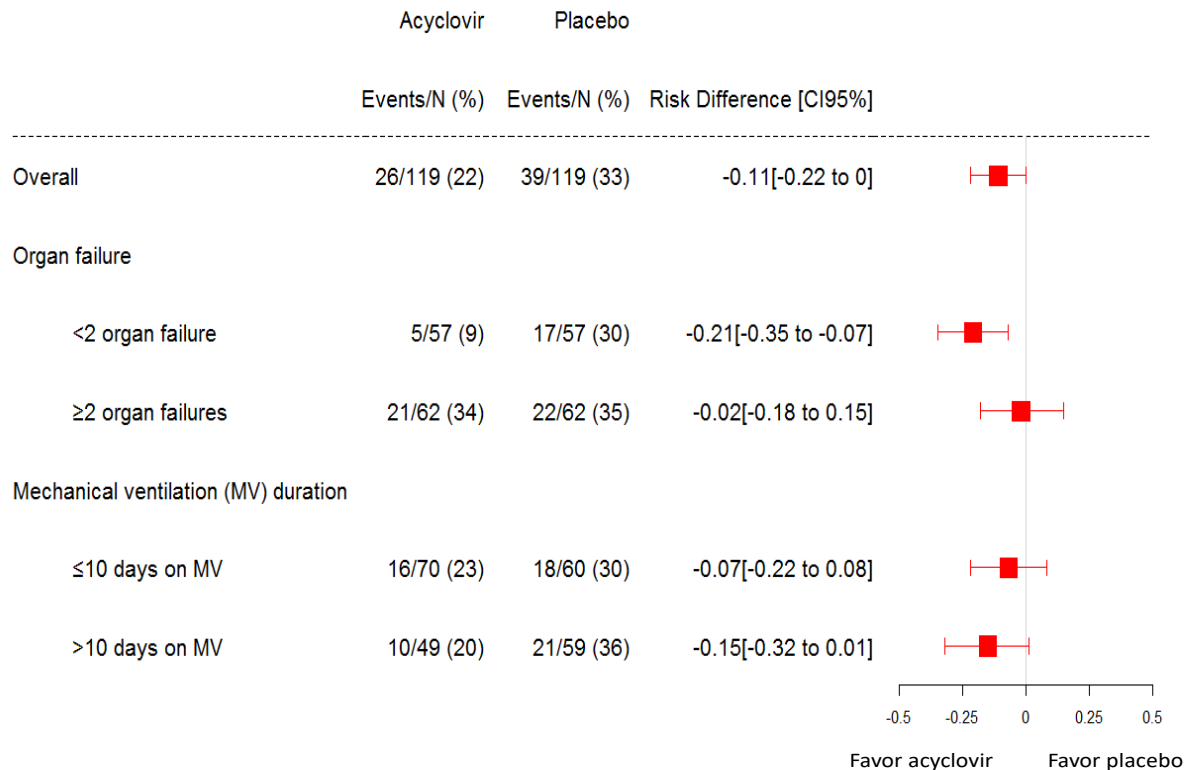 Acyclovir Placebo
Events/N (%) Events/N (%) Risk Difference [CI95%]
Overall 26/119 (22) 39/119 (33) -0.11[-0.22 to 0]
Organ failure
<2 organ failure 5/57 (9) 17/57 (30) -0.21[-0.35 to -0.07]
≥2 organ failures 21/62 (34) 22/62 (35) -0.02[-0.18 to 0.15]
Mechanical ventilation (MV) duration
≤10 days on MV 16/70 (23) 18/60 (30) -0.07[-0.22 to 0.08]
>10 days on MV 10/49 (20) 21/59 (36) -0.15[-0.32 to 0.01]
-0.5 -0.25 0 0.25 0.5
Favor acyclovir Favor placebo